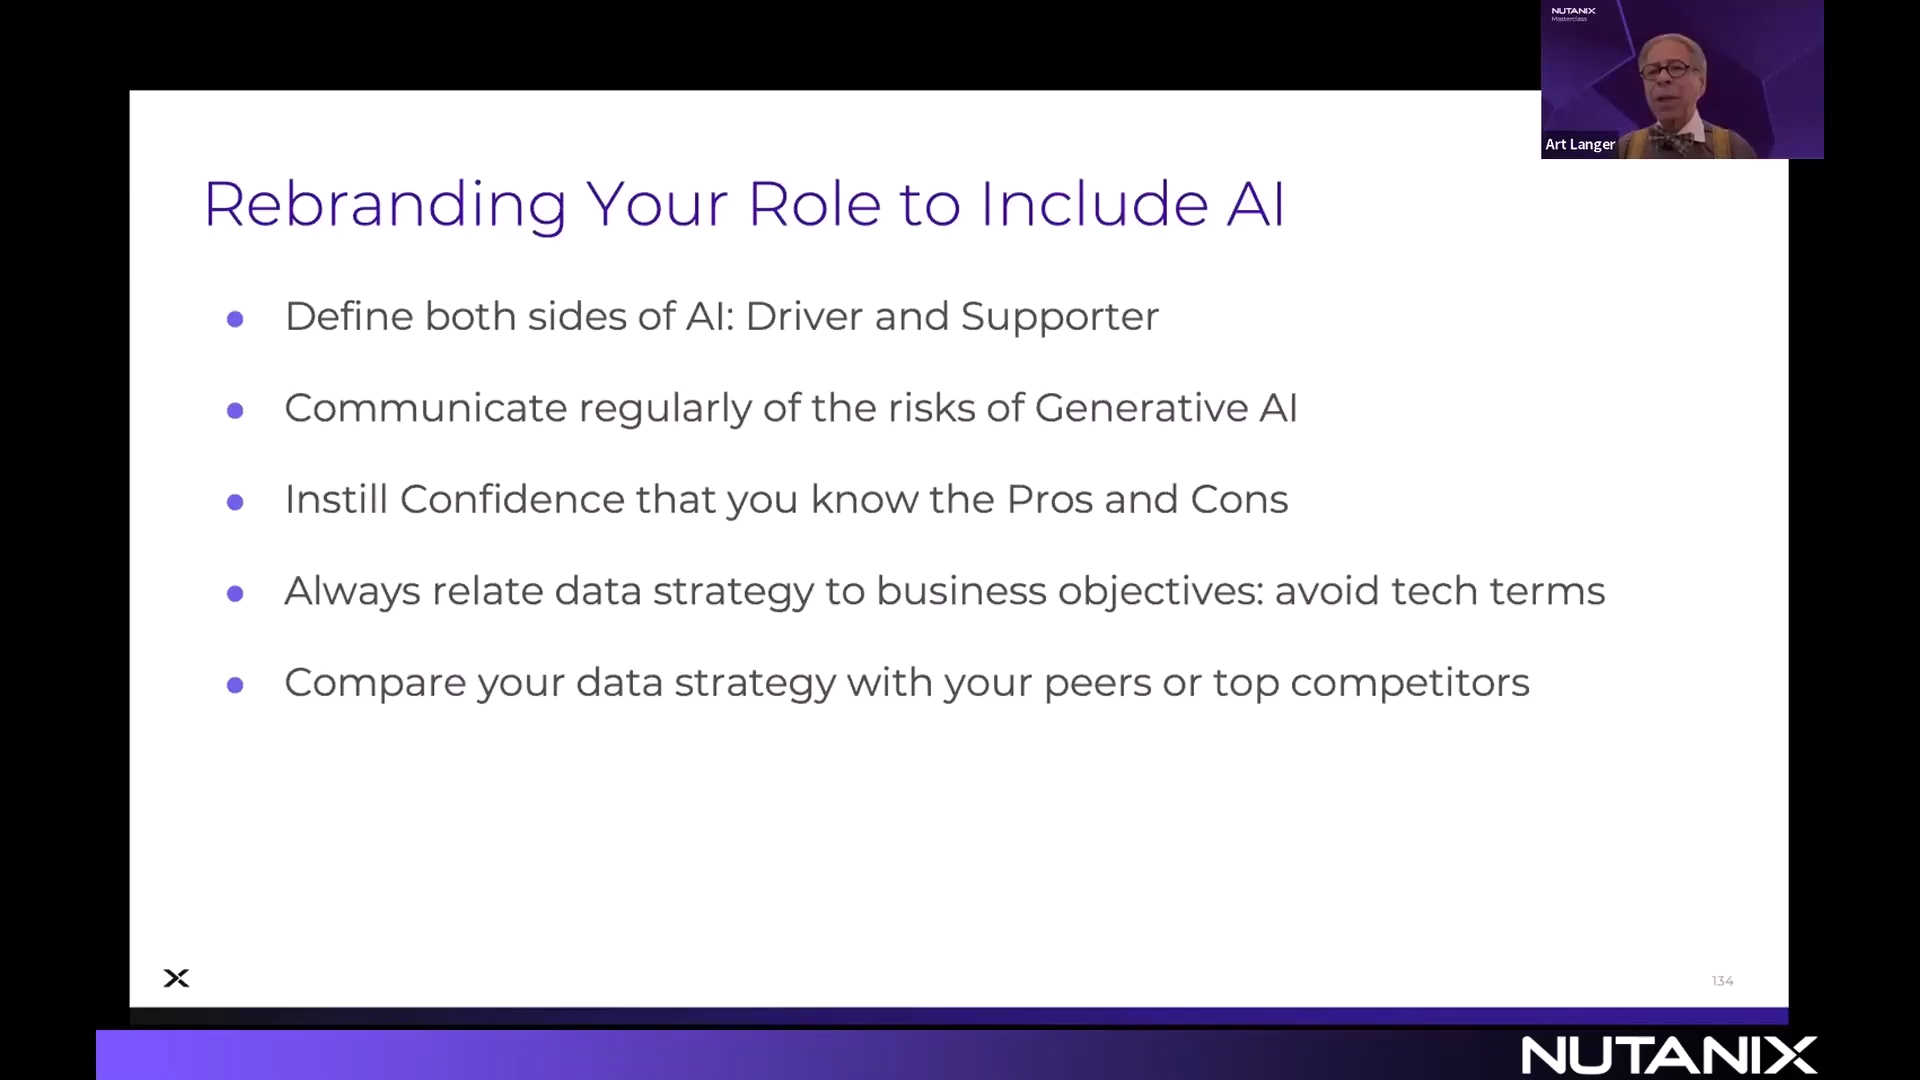 NUTANIX
Masterclass
Art Langer
Rebranding Your Role to Include AI
Define both sides of AI: Driver and Supporter
Communicate regularly of the risks of Generative AI
Instill Confidence that you know the Pros and Cons
Always relate data strategy to business objectives: avoid tech terms
Compare your data strategy with your peers or top competitors
134
NUTANIX